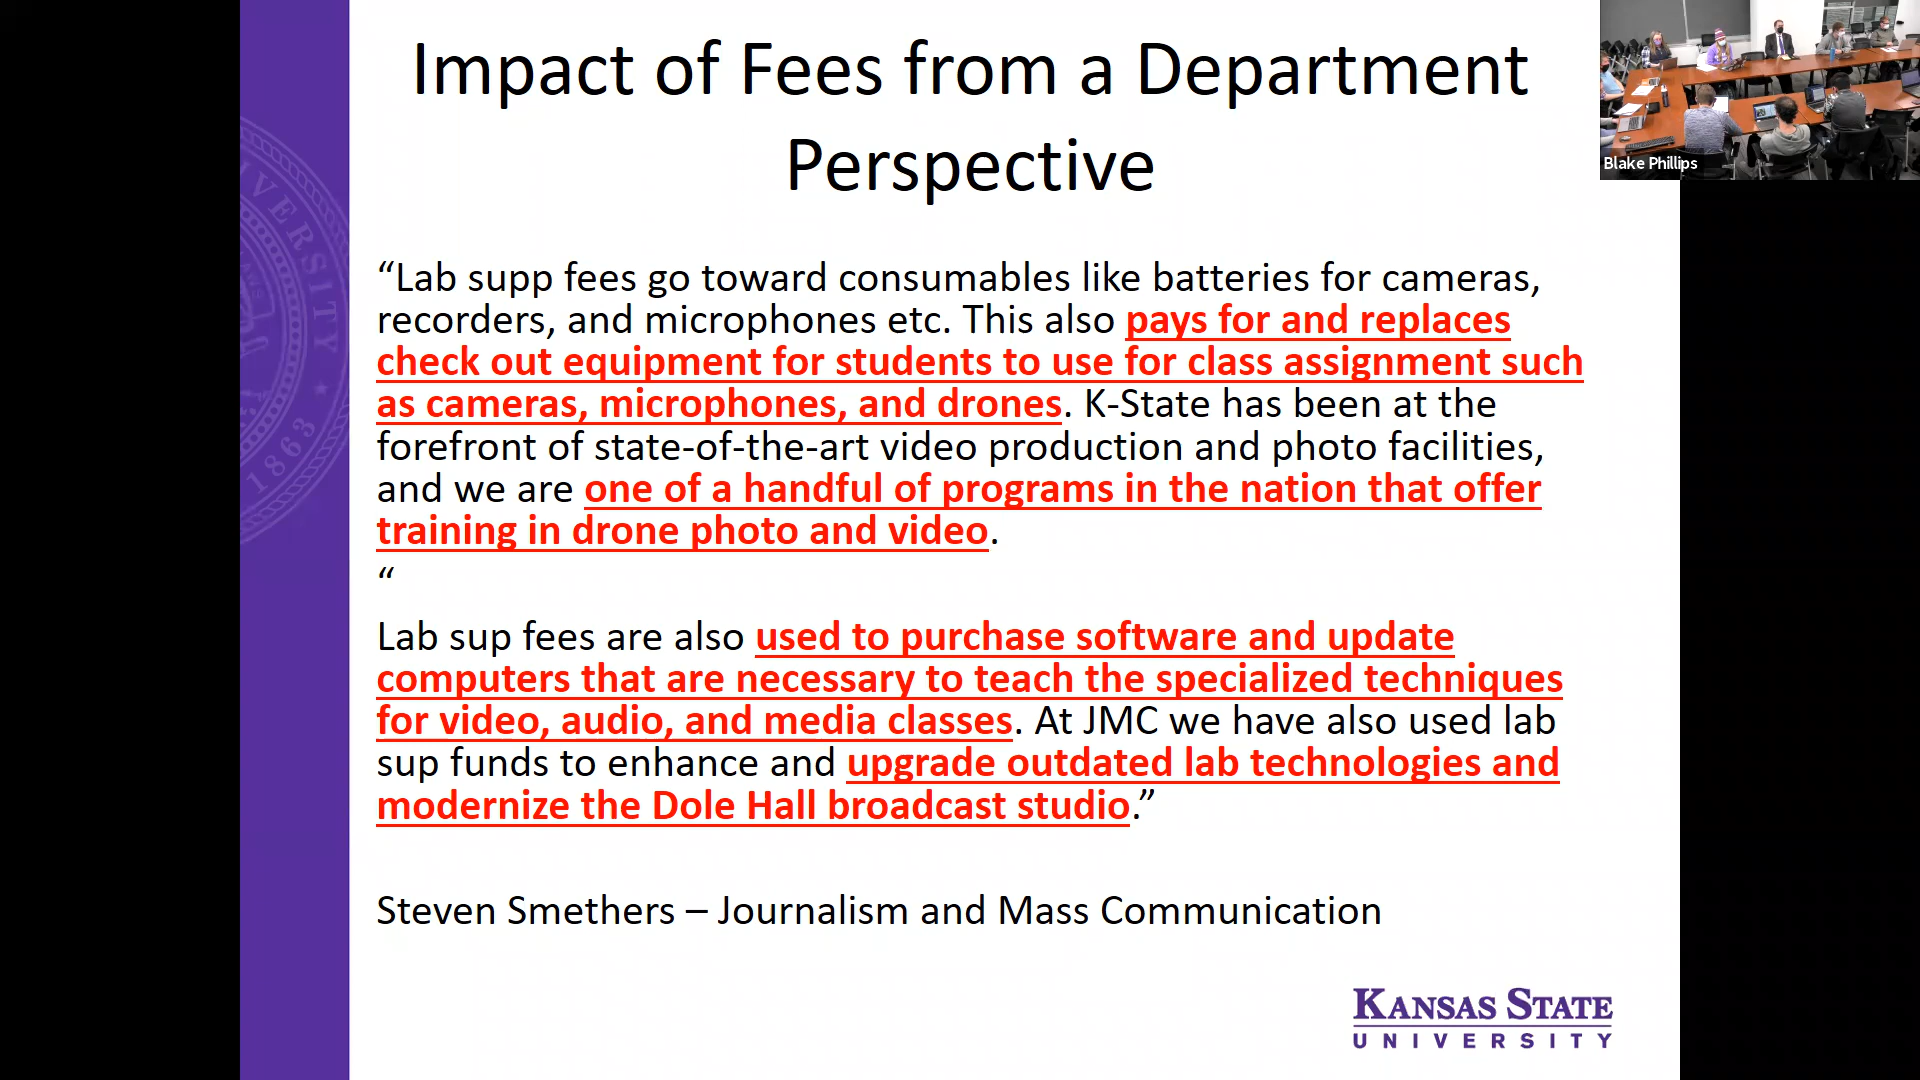 Impact of Fees from a Department
Perspective
Blake Phillips
“Lab supp fees go toward consumables like batteries for cameras,
recorders, and microphones etc. This also pays for and replaces
check out equipment for students to use for class assignment such
as cameras, microphones, and drones. K-State has been at the
forefront of state-of-the-art video production and photo facilities,
and we are one of a handful of programs in the nation that offer
training in drone photo and video.
“
Lab sup fees are also used to purchase software and update
computers that are necessary to teach the specialized techniques
for video, audio, and media classes. At JMC we have also used lab
sup funds to enhance and upgrade outdated lab technologies and
modernize the Dole Hall broadcast studio.”
Steven Smethers – Journalism and Mass Communication
KANSAS STATE
UNIVERSITY
VERSITY
1863